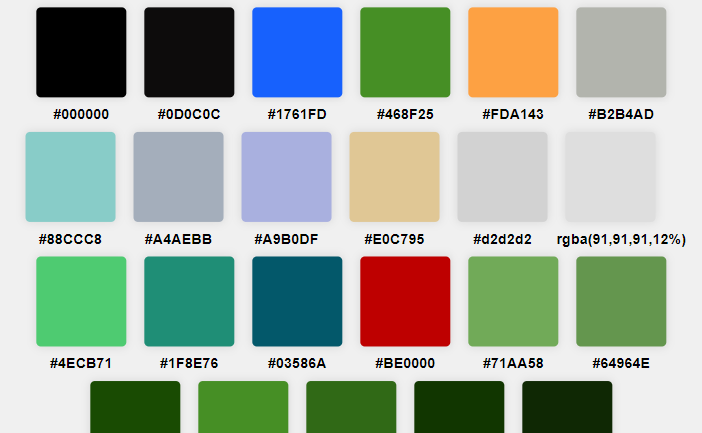 #000000 #0D0C0C #1761FD #468F25 #FDA143 #B2B4AD
#88CCC8 #A4AEBB #A9B0DF #E0C795 #d2d2d2 rgba(91,91,91,12%)
#4ECB71 #1F8E76 #03586A #BE0000 #71AA58 #64964E